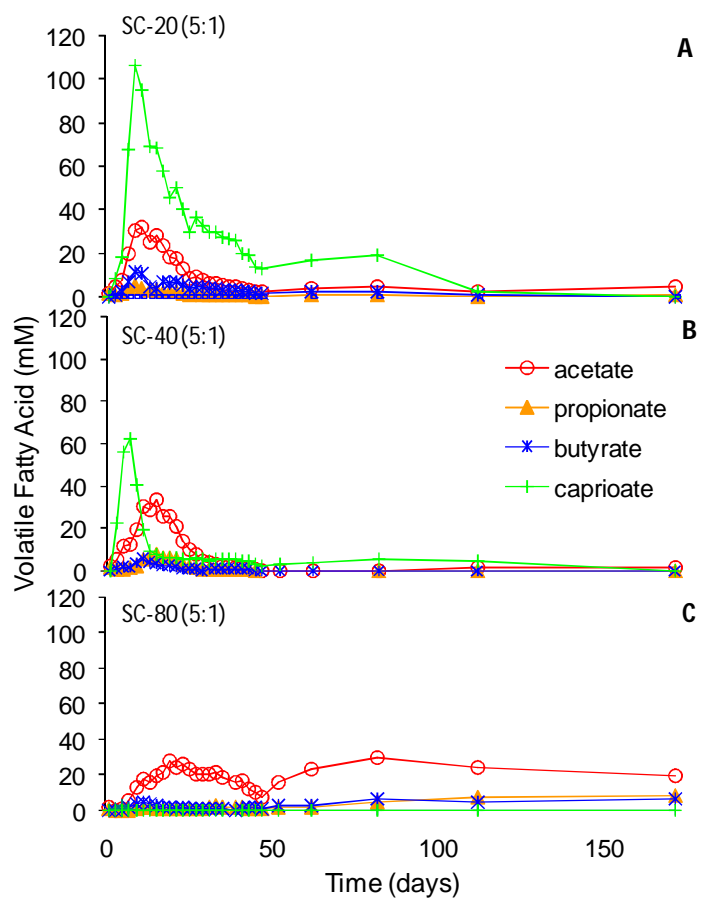 SC-20 (5:1)
A
120
100
80
60
40
20
0
SC-40 (5:1)
B
120
100
80
60
40
20
0
acetate
propionate
butyrate
caprioate
SC-80 (5:1)
C
120
100
80
60
40
20
0
Volatile Fatty Acid (mM)
0 50 100 150
Time (days)